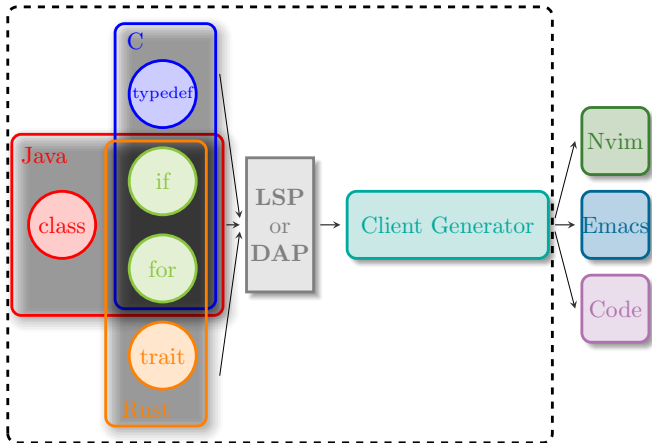 C
typedef
Java
if
class
for
trait
Rust
LSP
or
DAP
Client Generator
Nvim
Emacs
Code